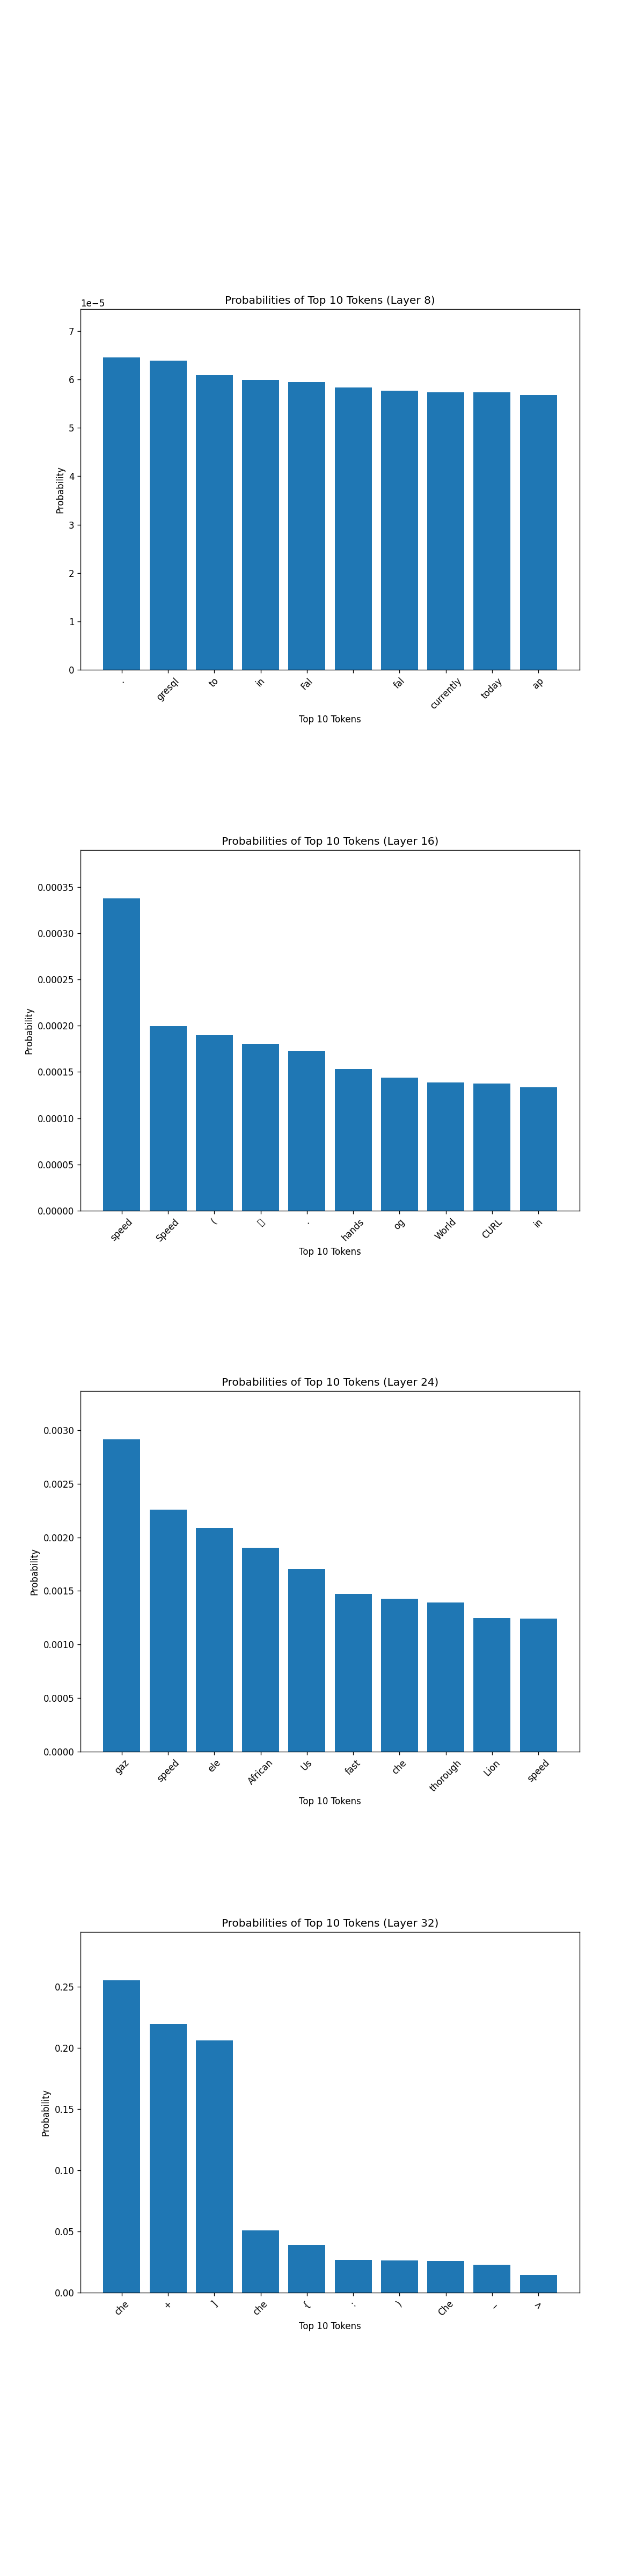 Probabilities of Top 10 Tokens (Layer 8)
1e−5
7
6
5
4
3
2
1
0
Probability
. gresql to in Fal fal currently today ap
Top 10 Tokens
Probabilities of Top 10 Tokens (Layer 16)
0.00035
0.00030
0.00025
0.00020
0.00015
0.00010
0.00005
0.00000
Probability
speed Speed ( . hands og World CURL in
Top 10 Tokens
Probabilities of Top 10 Tokens (Layer 24)
0.0030
0.0025
0.0020
0.0015
0.0010
0.0005
0.0000
Probability
gaz speed ele African Us fast che thorough Lion speed
Top 10 Tokens
Probabilities of Top 10 Tokens (Layer 32)
0.25
0.20
0.15
0.10
0.05
0.00
Probability
che + ] che { : ) Che _ >
Top 10 Tokens